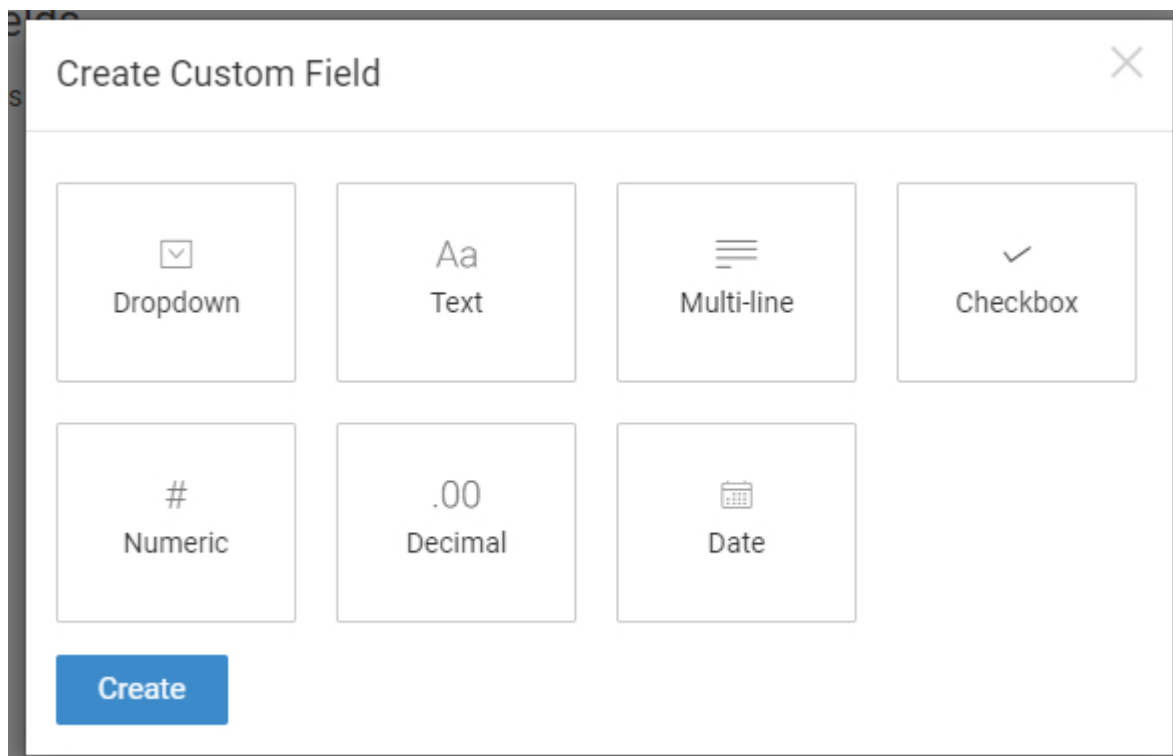 Create Custom Field
s
Dropdown
Aa
Text
Multi-line
Checkbox
#
Numeric
.00
Decimal
Date
Create